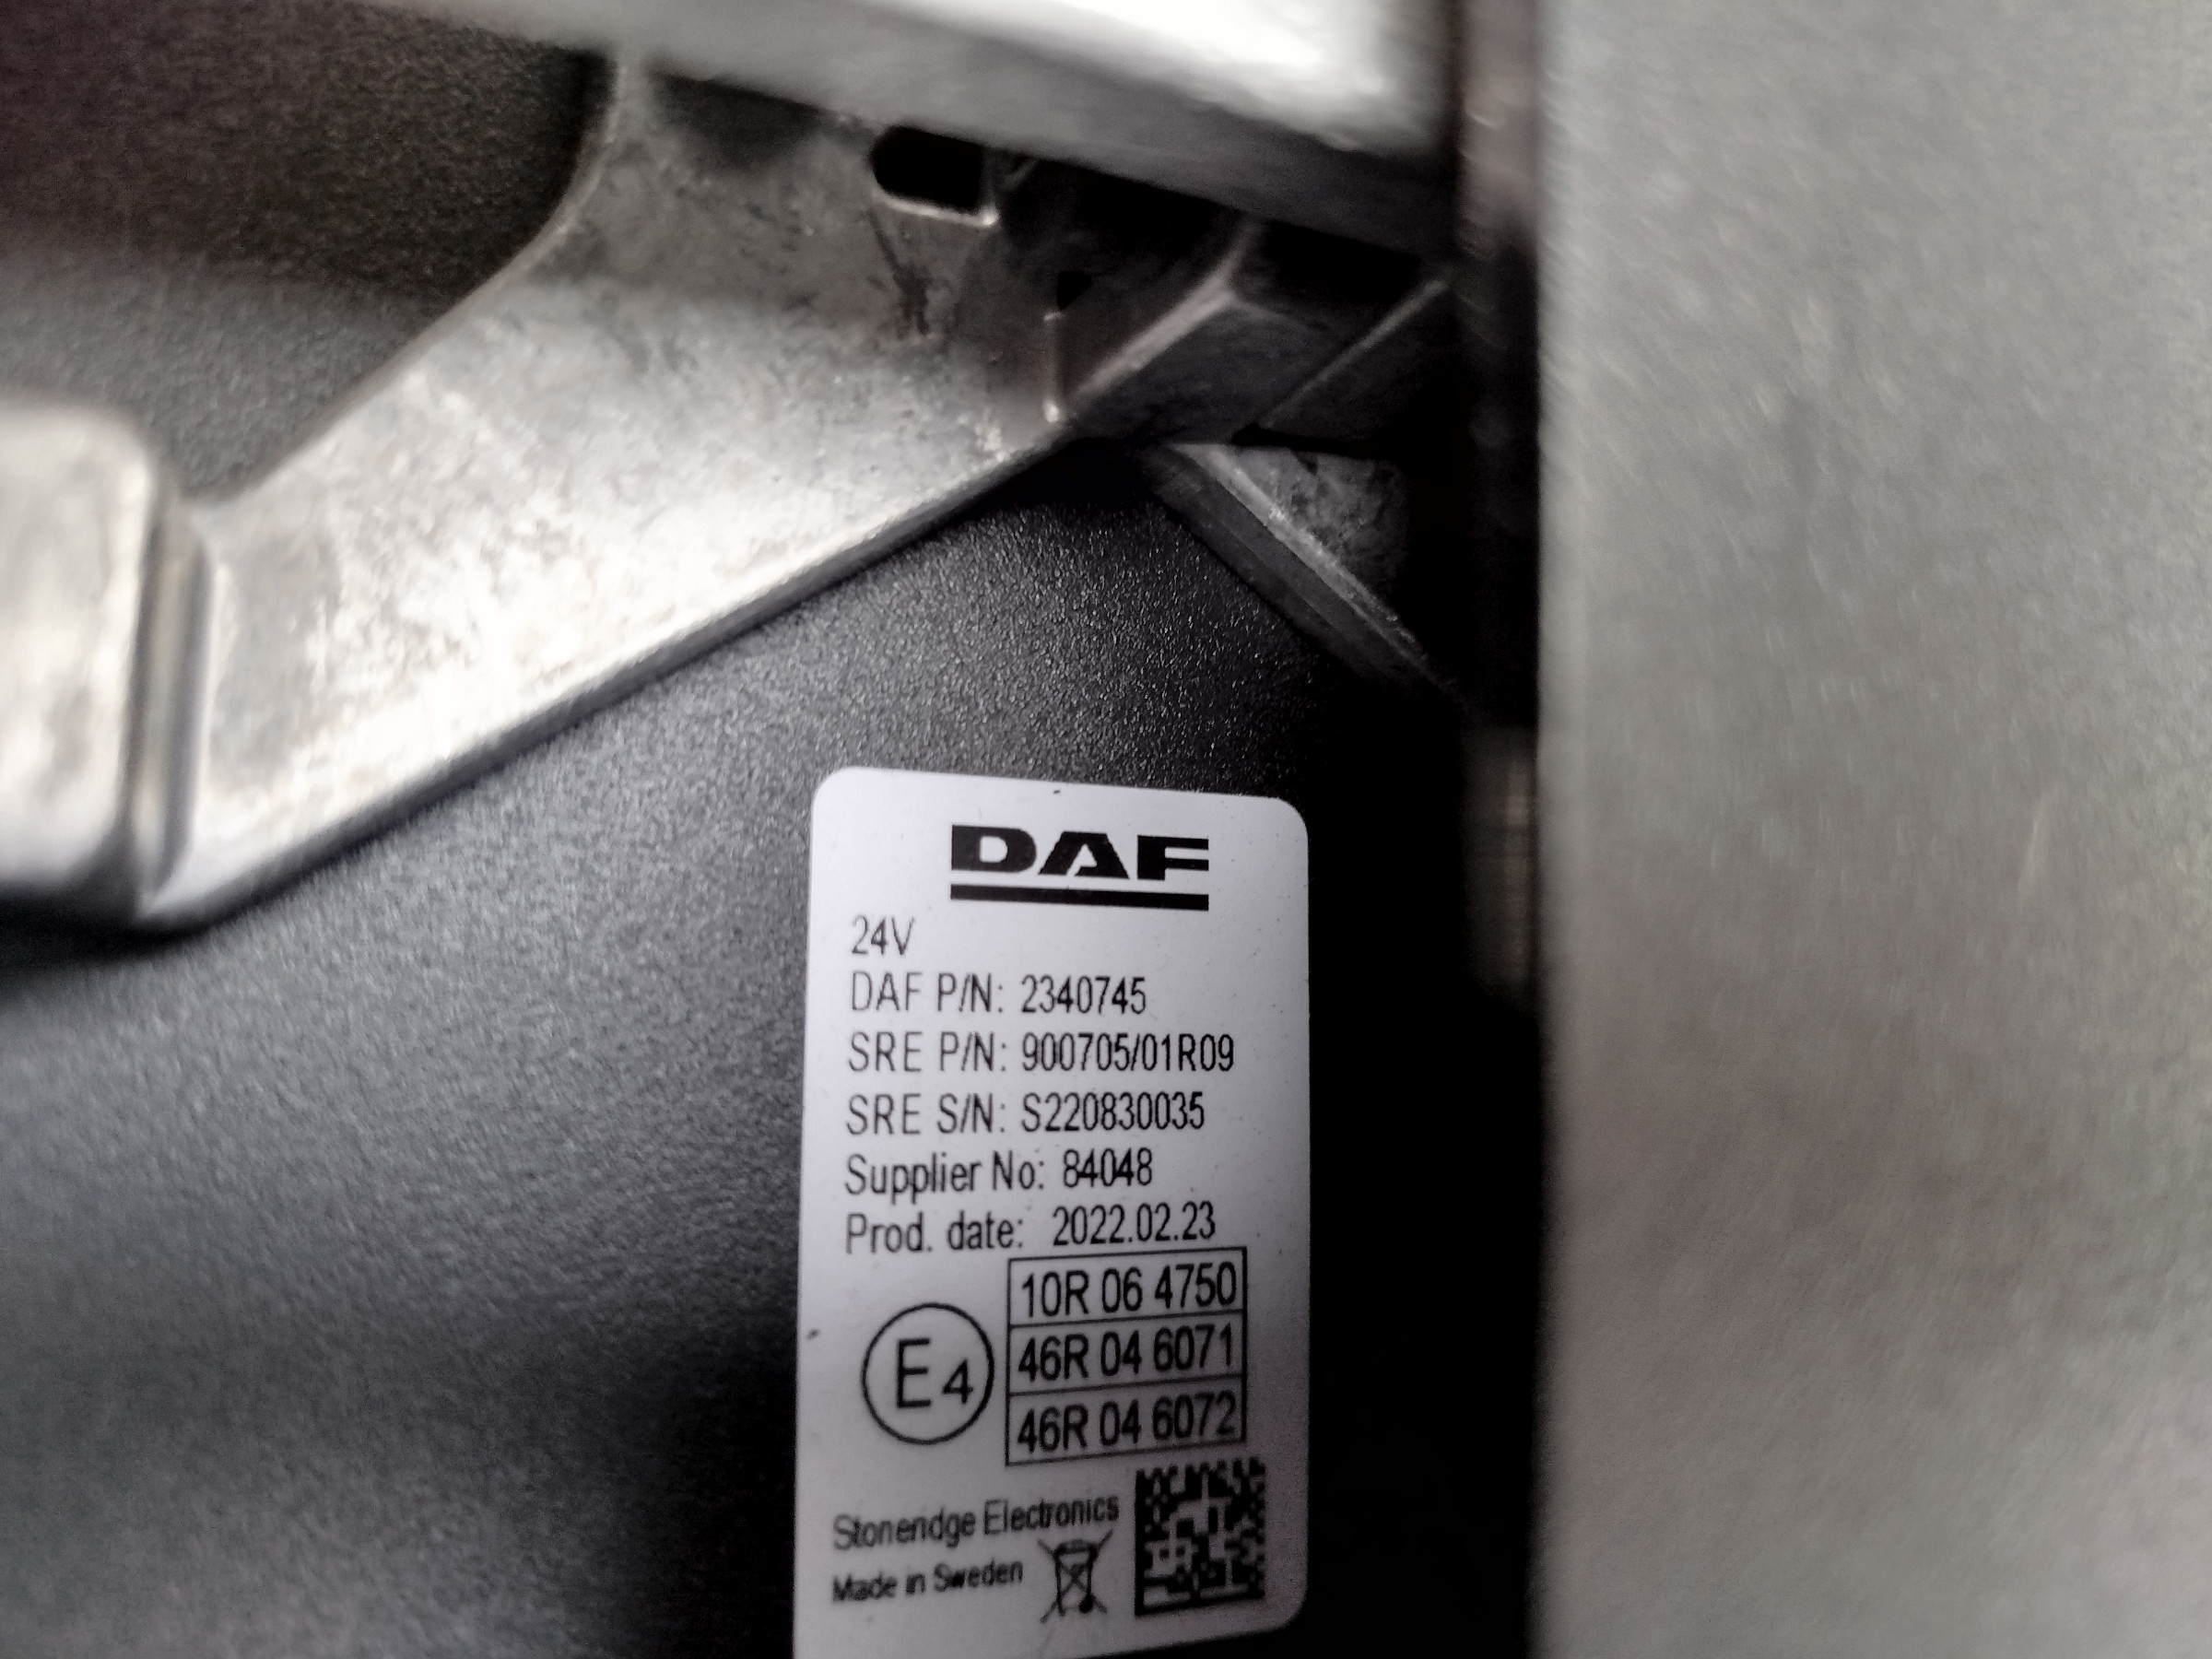 DAF
24V
DAF P/N: 2340745
SRE P/N: 900705/01R09
SRE S/N: S220830035
Supplier No: 84048
Prod. date: 2022.02.23
10R 06 4750
46R 04 6071
E4
46R 04 6072
Stoneridge Electronics
Made in Sweden